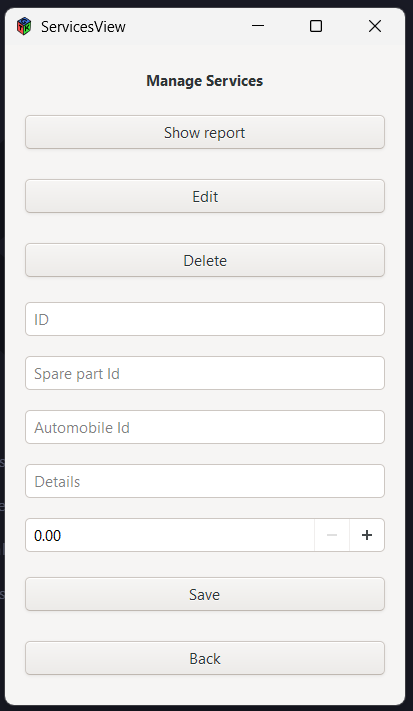 ServicesView
Manage Services
Show report
Edit
Delete
ID
Spare part Id
Automobile Id
Details
0.00
Save
Back